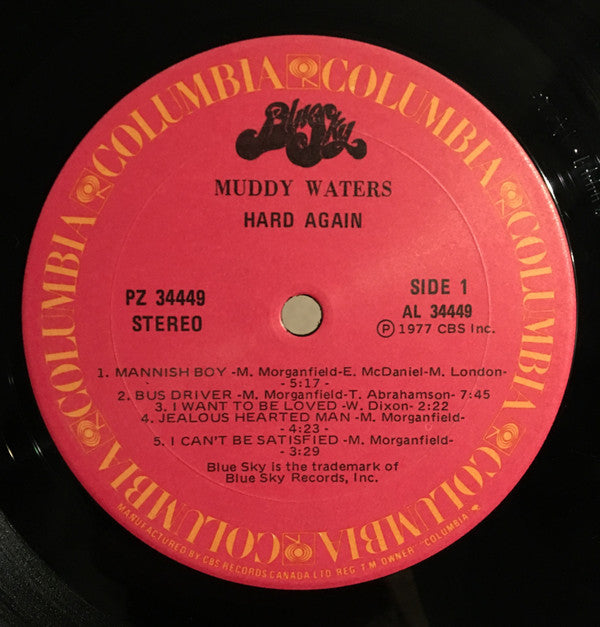 COLUMBIA COLUMBIA COLUMBIA COLUMBIA COLUMBIA COLUMBIA COLUMBIA COLUMBIA
Blue Sky
MUDDY WATERS
HARD AGAIN
PZ 34449
STEREO
SIDE 1
AL 34449
Ⓟ 1977 CBS Inc.
1. MANNISH BOY -M. Morganfield-E. McDaniel-M. London-
- 5:17 -
2. BUS DRIVER -M. Morganfield-T. Abrahamson- 7:45
3. I WANT TO BE LOVED -W. Dixon- 2:22
4. JEALOUS HEARTED MAN -M. Morganfield-
- 4:23 -
5. I CAN'T BE SATISFIED -M. Morganfield-
- 3:29
Blue Sky is the trademark of
Blue Sky Records, Inc.
MANUFACTURED BY CBS RECORDS CANADA LTD REG. T.M OWNER "COLUMBIA"